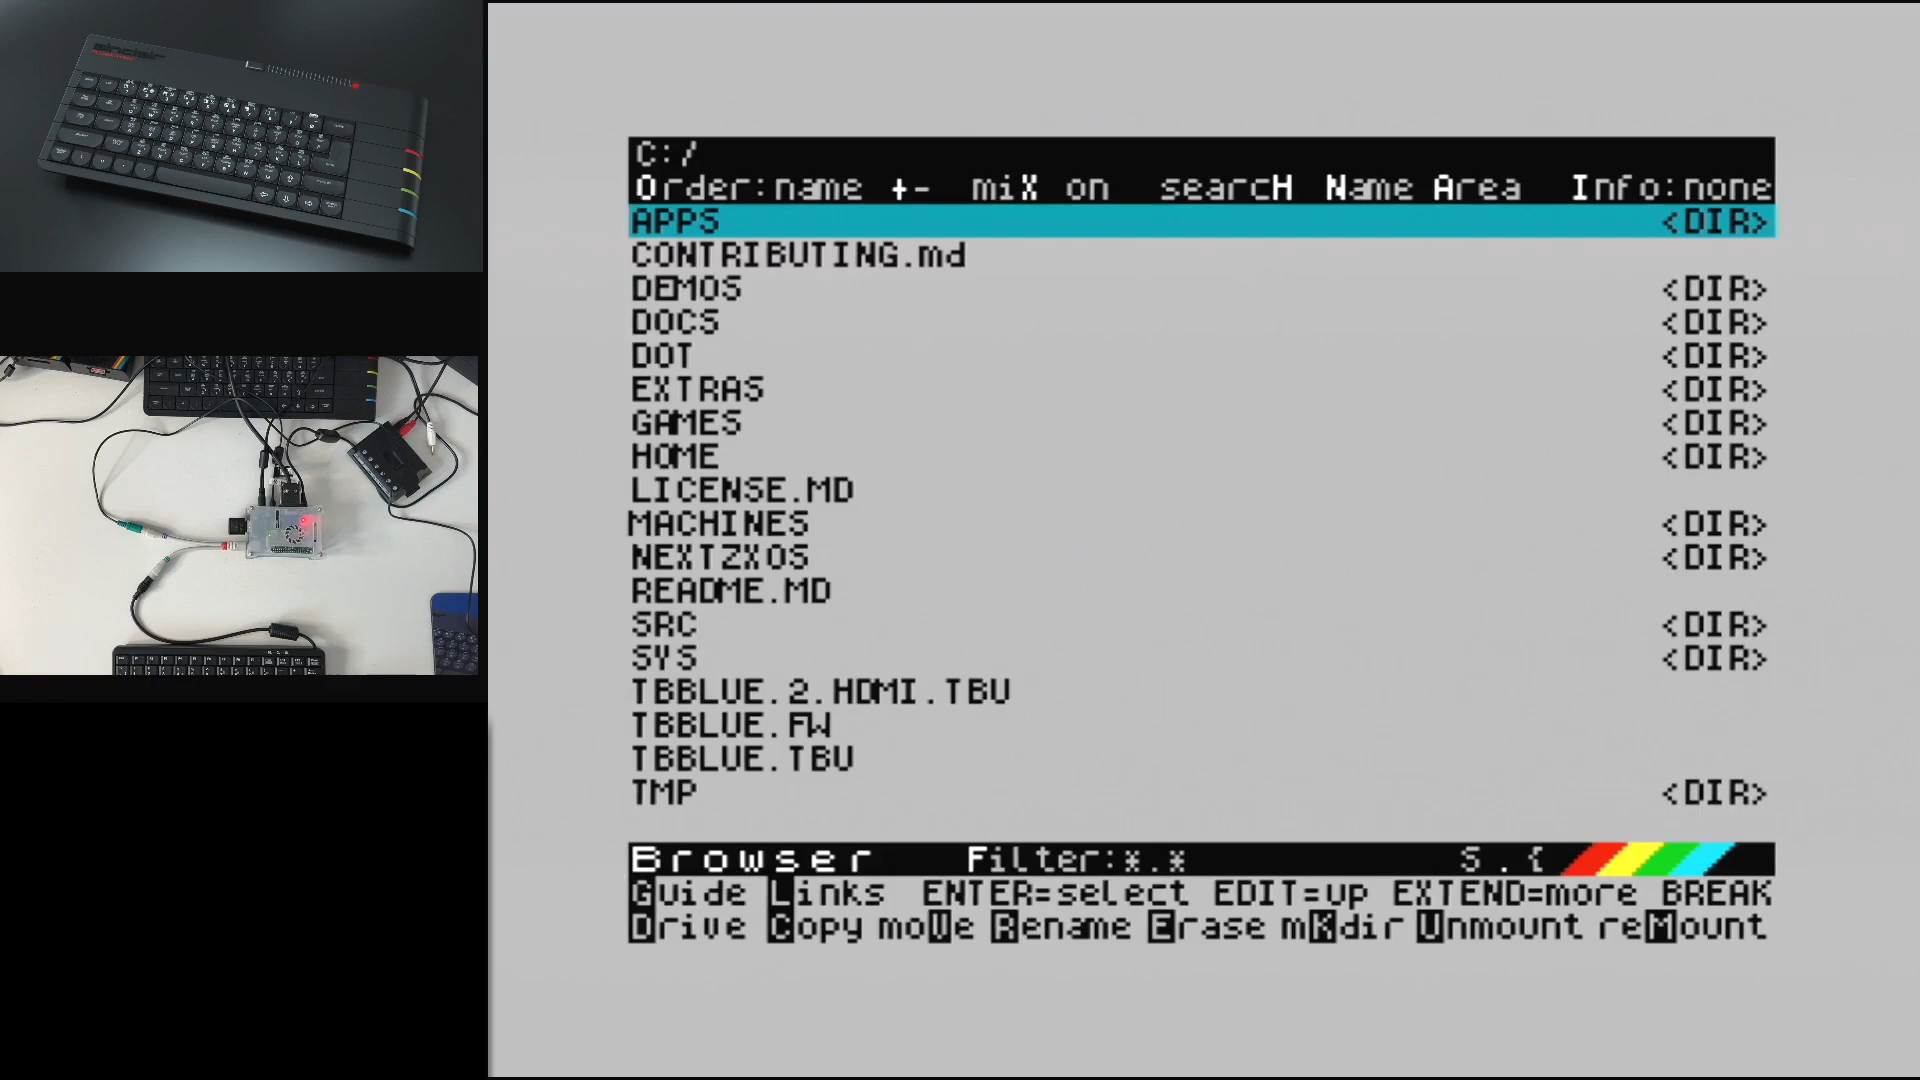 sinclair
C:/
Order:name +- miX on searcH Name Area Info:none
APPS <DIR>
CONTRIBUTING.md
DEMOS <DIR>
DOCS <DIR>
DOT <DIR>
EXTRAS <DIR>
GAMES <DIR>
HOME <DIR>
LICENSE.MD
MACHINES <DIR>
NEXTZXOS <DIR>
README.MD
SRC <DIR>
SYS <DIR>
TBBLUE.2.HDMI.TBU
TBBLUE.FW
TBBLUE.TBU
TMP <DIR>
Browser Filter:*.* S.{
Guide Links ENTER=select EDIT=up EXTEND=more BREAK
Drive Copy moVe Rename Erase mKdir Unmount reMount